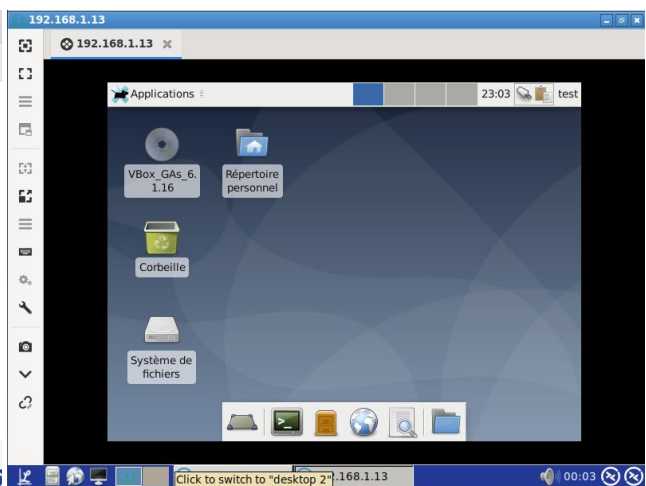 192.168.1.13
192.168.1.13
Applications
23:03
test
VBox_GAs_6.
1.16
Répertoire
personnel
Corbeille
Système de
fichiers
Click to switch to "desktop 2"
.168.1.13
00:03